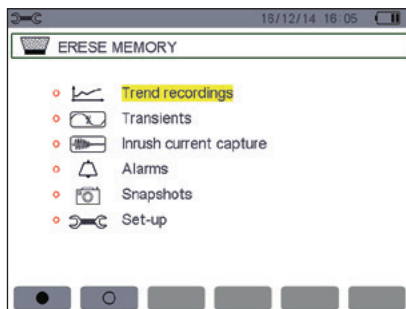 16/12/14 16:05
ERESE MEMORY
Trend recordings
Transients
Inrush current capture
Alarms
Snapshots
Set-up